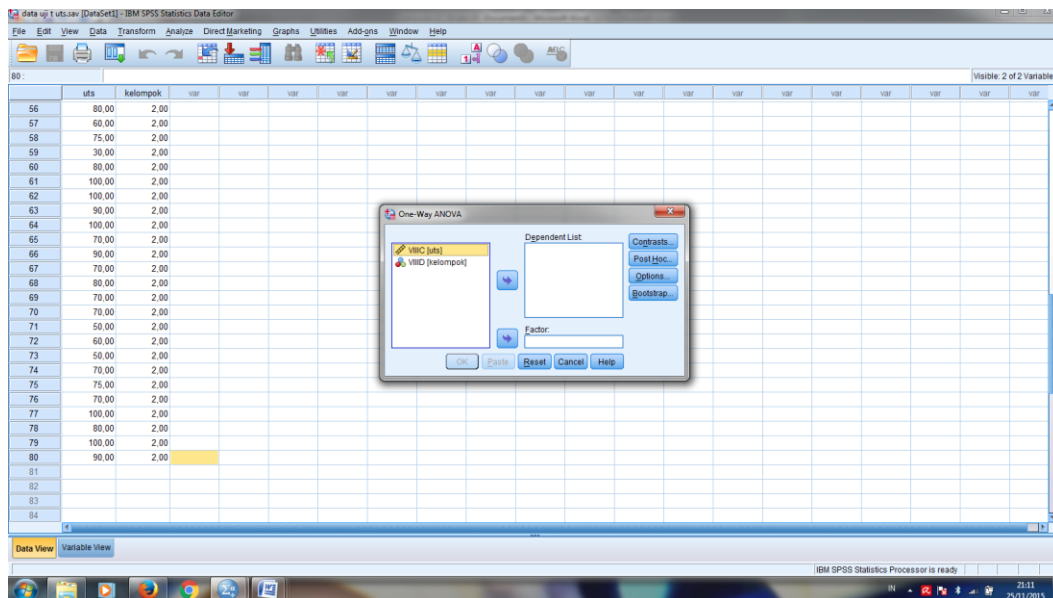 data uji t uts.sav [DataSet1] - IBM SPSS Statistics Data Editor
File Edit View Data Transform Analyze Direct Marketing Graphs Utilities Add-ons Window Help
80 :
Visible: 2 of 2 Variable
uts kelompok var var var var var var var var var var var var var var var var var
56 80,00 2,00
57 60,00 2,00
58 75,00 2,00
59 30,00 2,00
60 80,00 2,00
61 100,00 2,00
62 100,00 2,00
63 90,00 2,00
64 100,00 2,00
65 70,00 2,00
66 90,00 2,00
67 70,00 2,00
68 80,00 2,00
69 70,00 2,00
70 70,00 2,00
71 50,00 2,00
72 60,00 2,00
73 50,00 2,00
74 70,00 2,00
75 75,00 2,00
76 70,00 2,00
77 100,00 2,00
78 80,00 2,00
79 100,00 2,00
80 90,00 2,00
81
82
83
84
One-Way ANOVA
Dependent List:
VIIIC [uts]
VIIID [kelompok]
Contrasts...
Post Hoc...
Options...
Bootstrap...
Factor:
OK Paste Reset Cancel Help
Data View Variable View
IBM SPSS Statistics Processor is ready
IN 21:11
25/11/2015